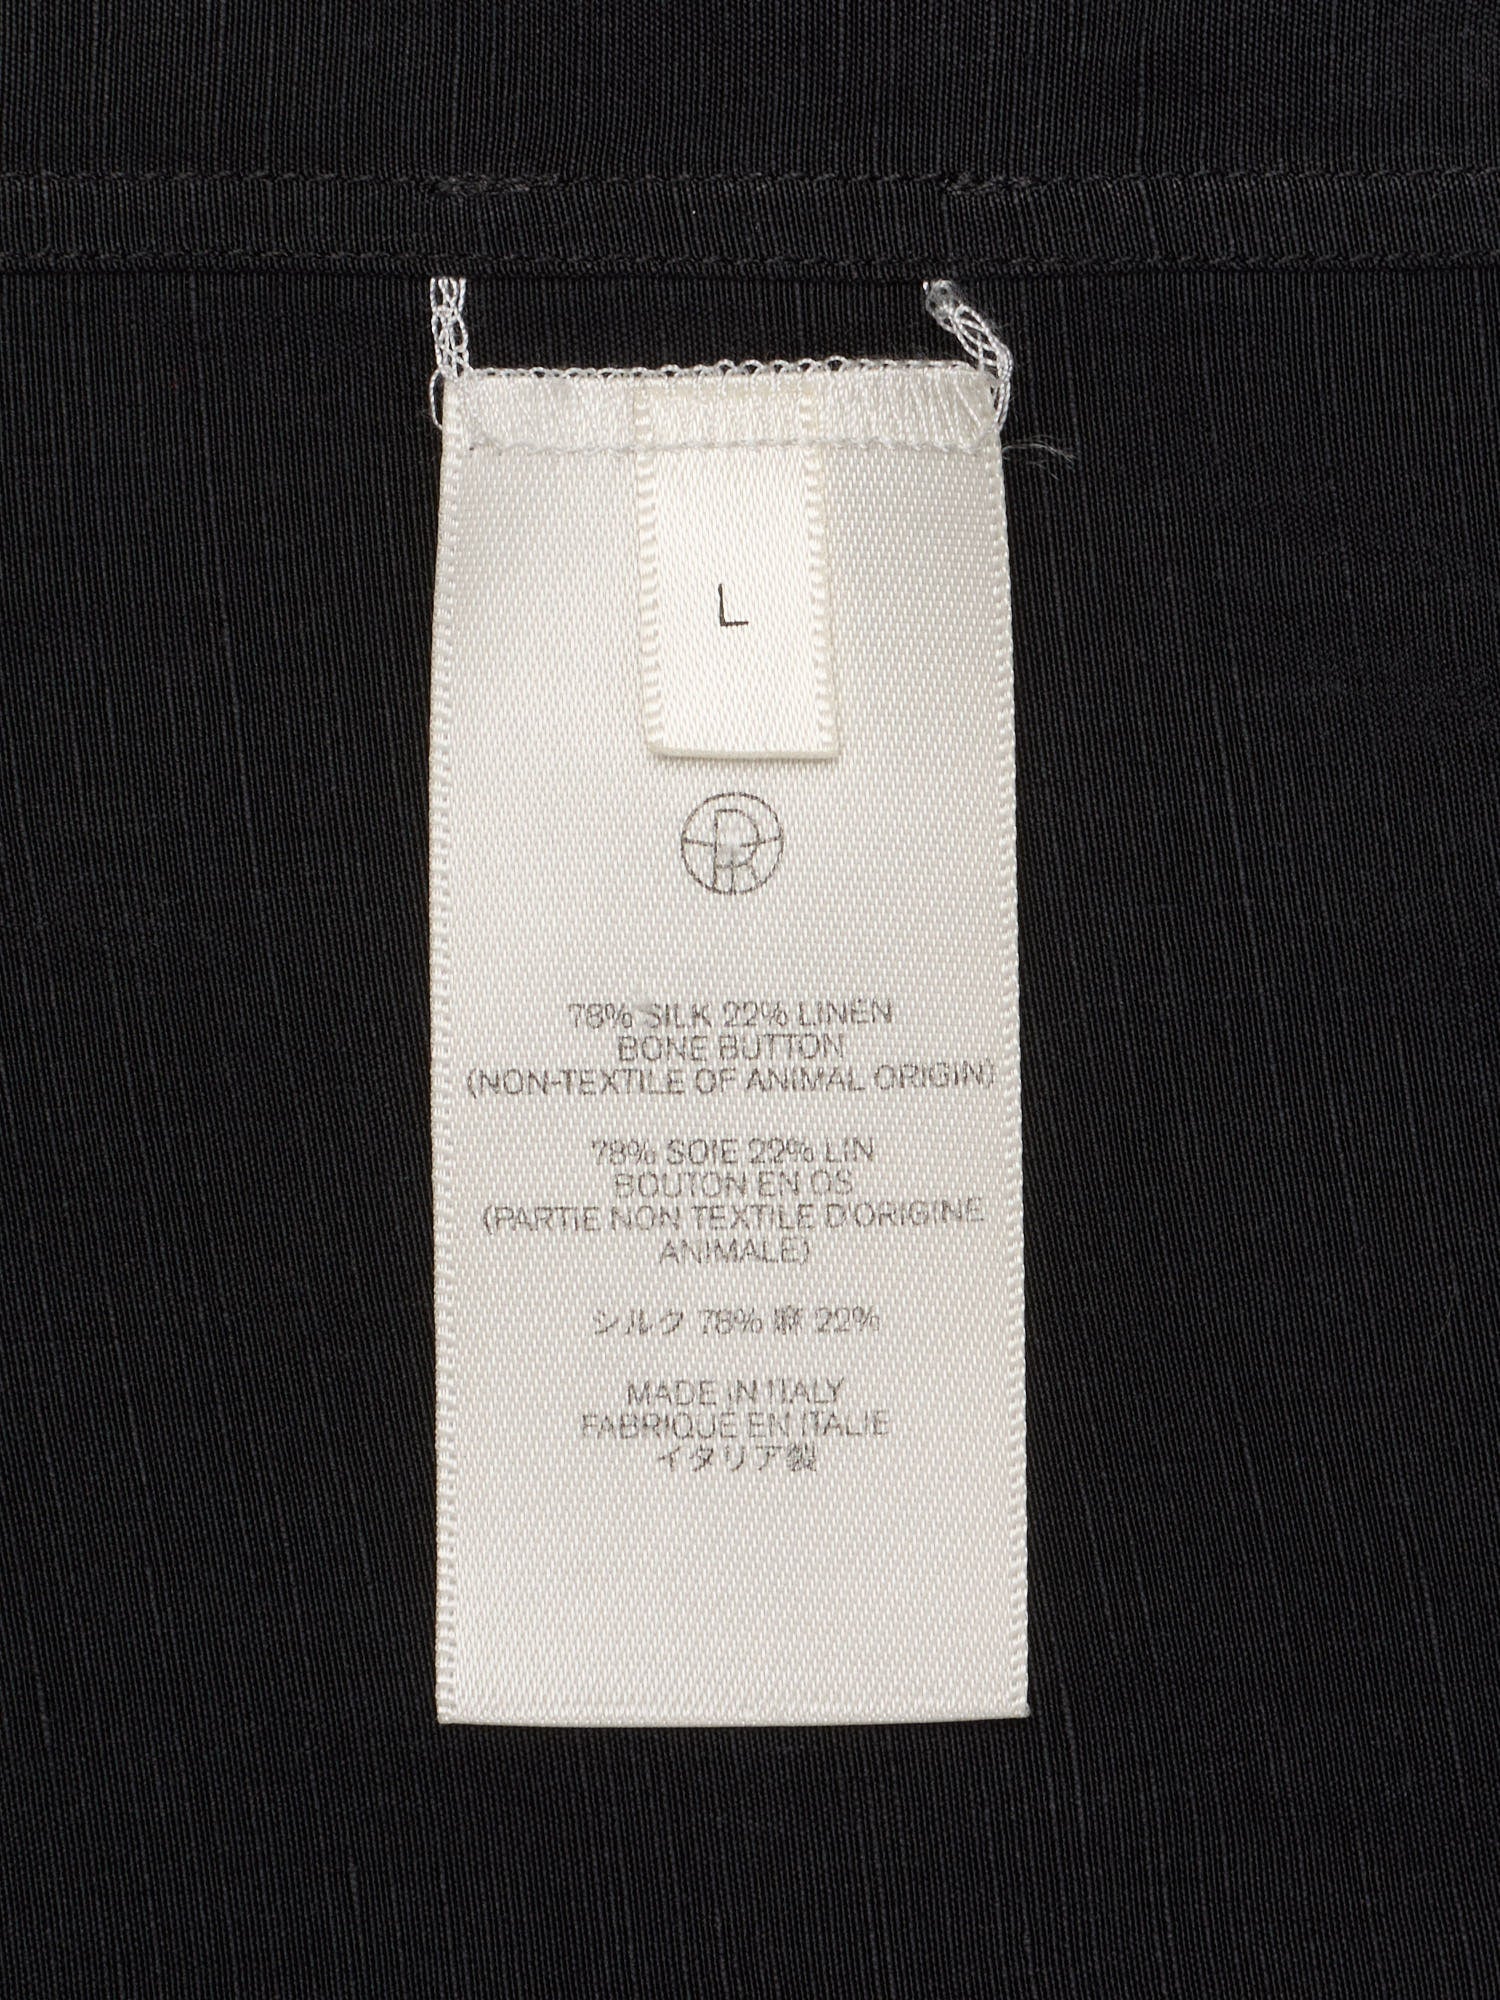 L
78% SILK 22% LINEN
BONE BUTTON
(NON-TEXTILE OF ANIMAL ORIGIN)
78% SOIE 22% LIN
BOUTON EN OS
(PARTIE NON TEXTILE D'ORIGINE
ANIMALE)
シルク 78% 麻 22%
MADE IN ITALY
FABRIQUE EN ITALIE
イタリア製